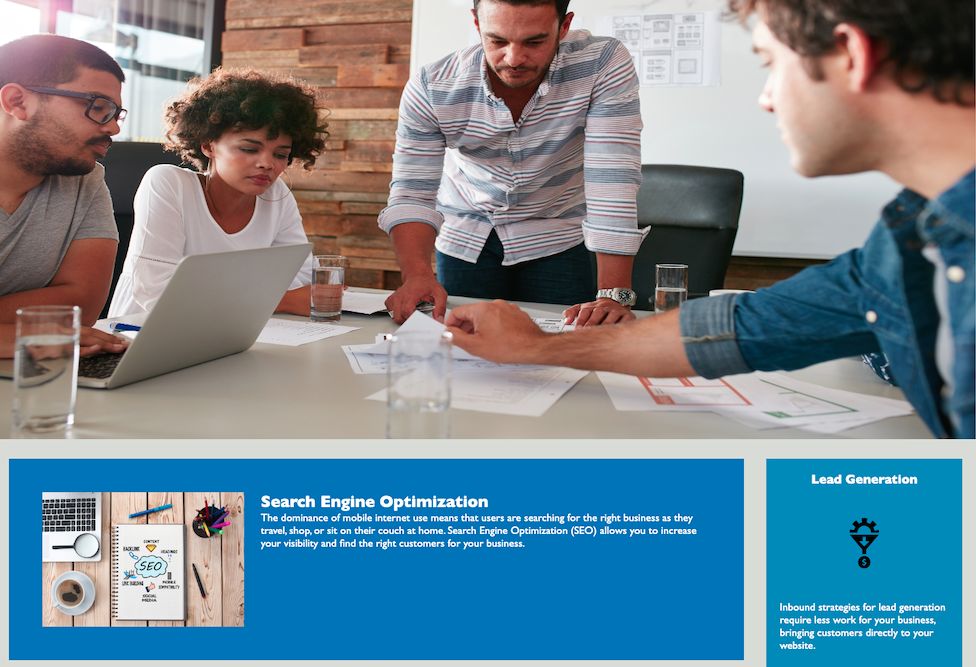 Search Engine Optimization
The dominance of mobile internet use means that users are searching for the right business as they
travel, shop, or sit on their couch at home. Search Engine Optimization (SEO) allows you to increase
your visibility and find the right customers for your business.
CONTENT
BACKLINK
HEADINGS
SEO
LINK BUILDING
MOBILE
COMPATIBILITY
SOCIAL
MEDIA
Lead Generation
$
Inbound strategies for lead generation
require less work for your business,
bringing customers directly to your
website.